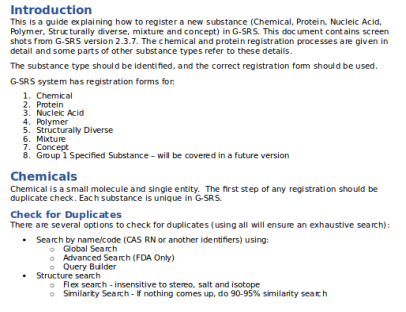 Introduction
This is a guide explaining how to register a new substance (Chemical, Protein, Nucleic Acid,
Polymer, Structurally diverse, mixture and concept) in G-SRS. This document contains screen
shots from G-SRS version 2.3.7. The chemical and protein registration processes are given in
detail and some parts of other substance types refer to these details.
The substance type should be identified, and the correct registration form should be used.
G-SRS system has registration forms for:
1. Chemical
2. Protein
3. Nucleic Acid
4. Polymer
5. Structurally Diverse
6. Mixture
7. Concept
8. Group 1 Specified Substance – will be covered in a future version
Chemicals
Chemical is a small molecule and single entity. The first step of any registration should be
duplicate check. Each substance is unique in G-SRS.
Check for Duplicates
There are several options to check for duplicates (using all will ensure an exhaustive search):
• Search by name/code (CAS RN or another identifiers) using:
o Global Search
o Advanced Search (FDA Only)
o Query Builder
• Structure search
o Flex search - insensitive to stereo, salt and isotope
o Similarity Search - If nothing comes up, do 90-95% similarity search